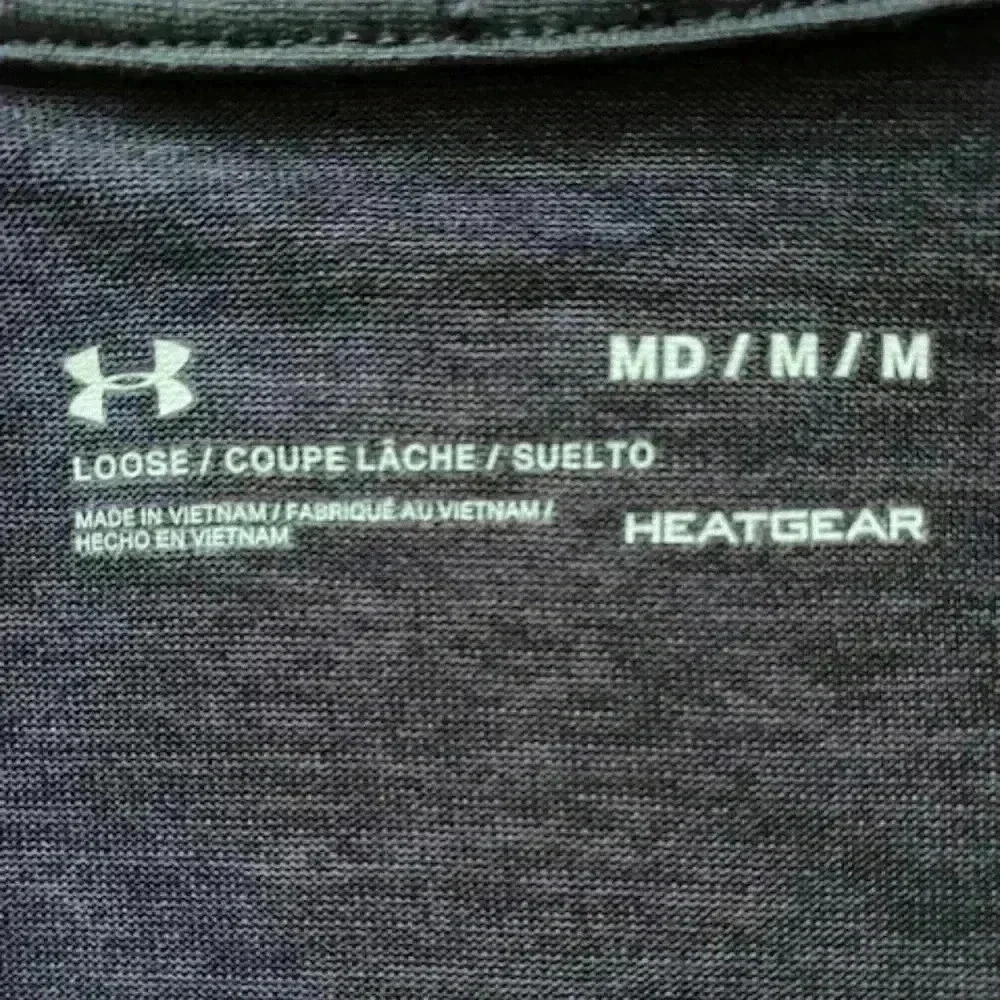 MD / M / M
LOOSE / COUPE LÂCHE / SUELTO
MADE IN VIETNAM / FABRIQUÉ AU VIETNAM /
HECHO EN VIETNAM
HEATGEAR